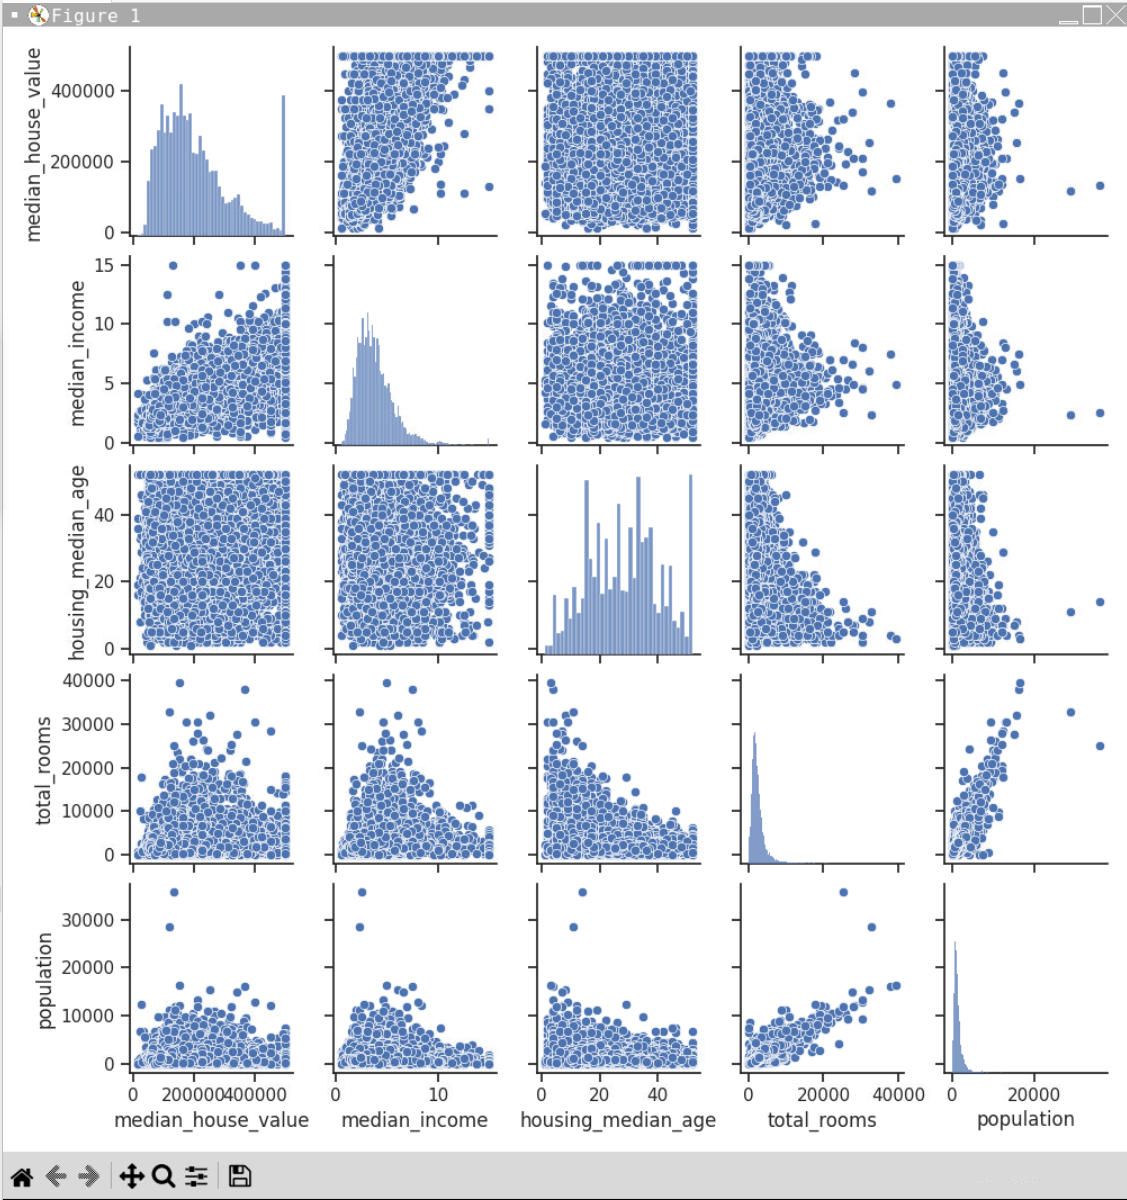 Figure 1
median_house_value
400000
200000
0
median_income
15
10
5
0
housing_median_age
40
20
0
total_rooms
40000
30000
20000
10000
0
population
30000
20000
10000
0
0 200000400000 0 10 0 20 40 0 20000 40000 0 20000
median_house_value median_income housing_median_age total_rooms population